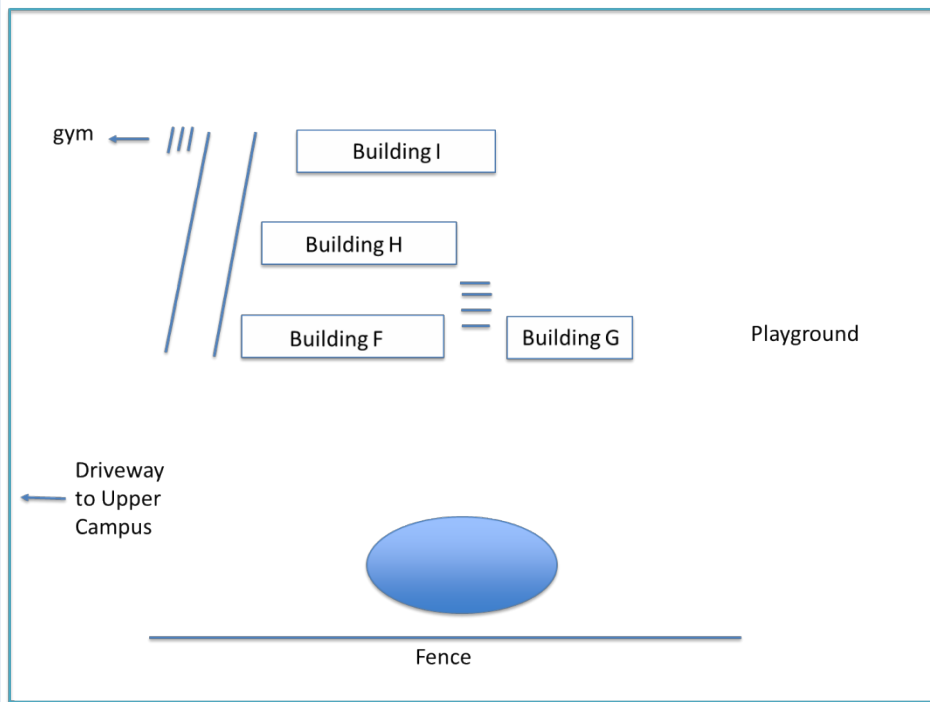 gym
Building I
Building H
Building F
Building G
Playground
Driveway
to Upper
Campus
Fence